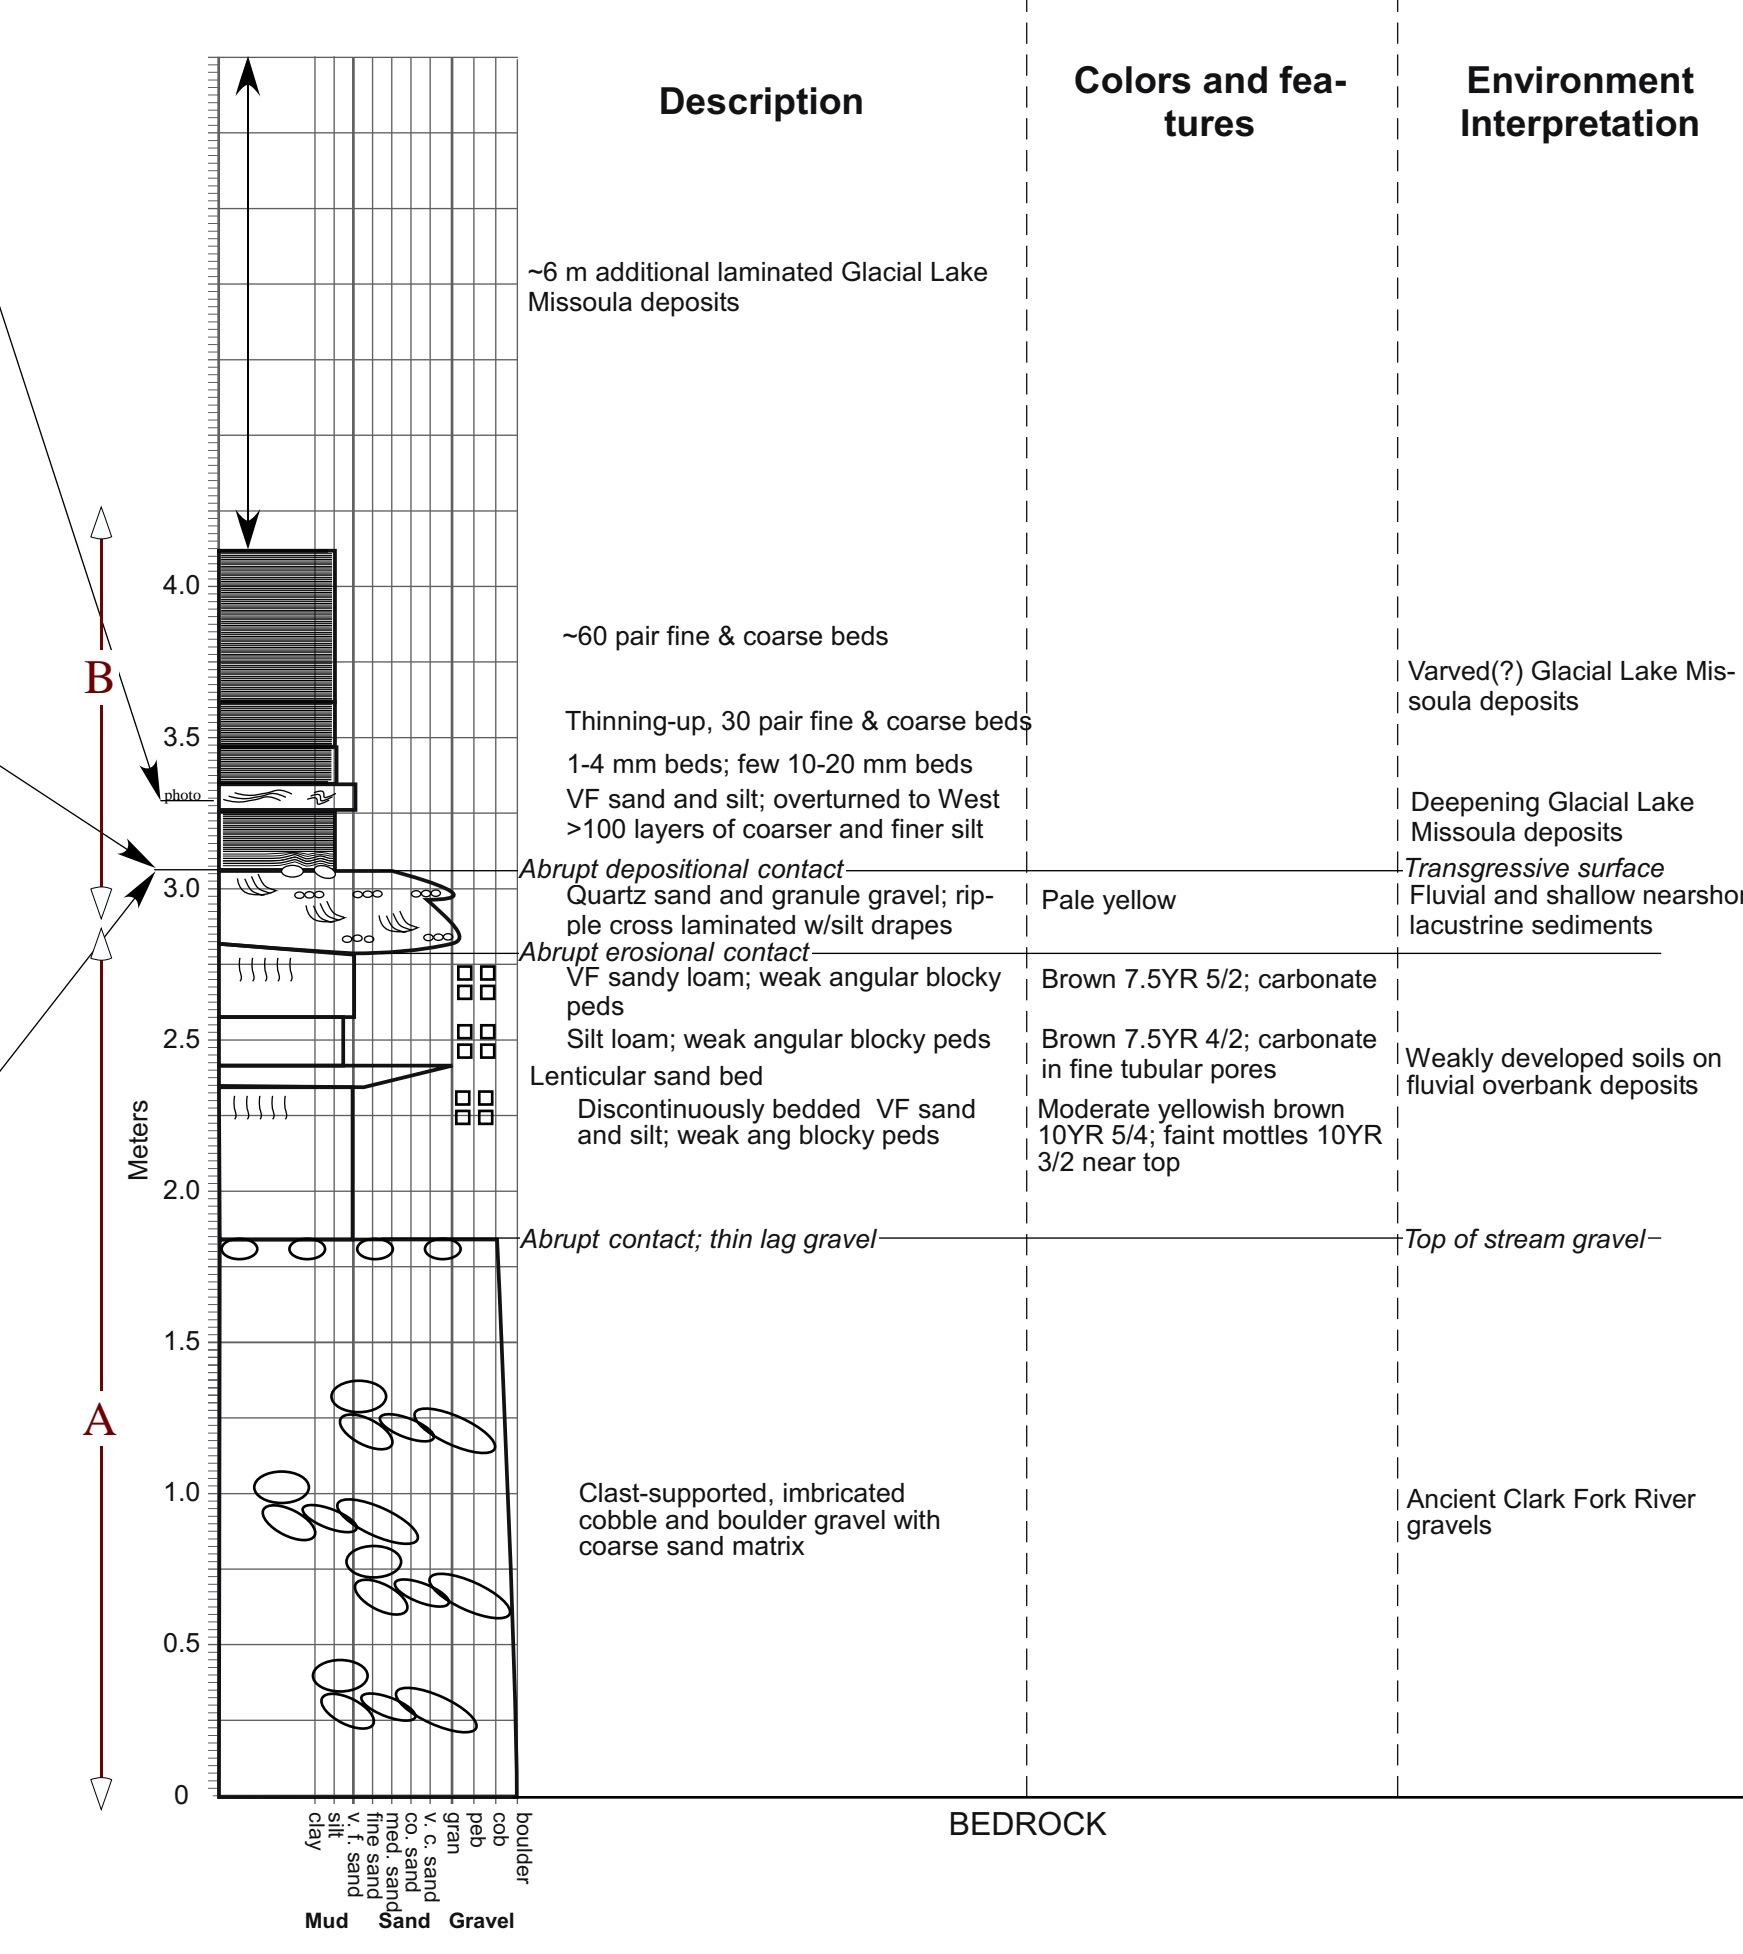 Description
Colors and fea-
tures
Environment
Interpretation
~6 m additional laminated Glacial Lake
Missoula deposits
4.0
~60 pair fine & coarse beds
B
Varved(?) Glacial Lake Mis-
soula deposits
3.5
Thinning-up, 30 pair fine & coarse beds
1-4 mm beds; few 10-20 mm beds
photo
VF sand and silt; overturned to West
>100 layers of coarser and finer silt
Deepening Glacial Lake
Missoula deposits
Abrupt depositional contact
Transgressive surface
3.0
Quartz sand and granule gravel; rip-
ple cross laminated w/silt drapes
Pale yellow
Fluvial and shallow nearshor
lacustrine sediments
Abrupt erosional contact
VF sandy loam; weak angular blocky
peds
Brown 7.5YR 5/2; carbonate
2.5
Silt loam; weak angular blocky peds
Brown 7.5YR 4/2; carbonate
in fine tubular pores
Weakly developed soils on
fluvial overbank deposits
Lenticular sand bed
Discontinuously bedded VF sand
and silt; weak ang blocky peds
Moderate yellowish brown
10YR 5/4; faint mottles 10YR
3/2 near top
Meters
2.0
Abrupt contact; thin lag gravel
Top of stream gravel
1.5
A
1.0
Clast-supported, imbricated
cobble and boulder gravel with
coarse sand matrix
Ancient Clark Fork River
gravels
0.5
0
BEDROCK
clay
silt
v. f. sand
fine sand
med. sand
co. sand
v. c. sand
gran
peb
cob
boulder
Mud
Sand
Gravel